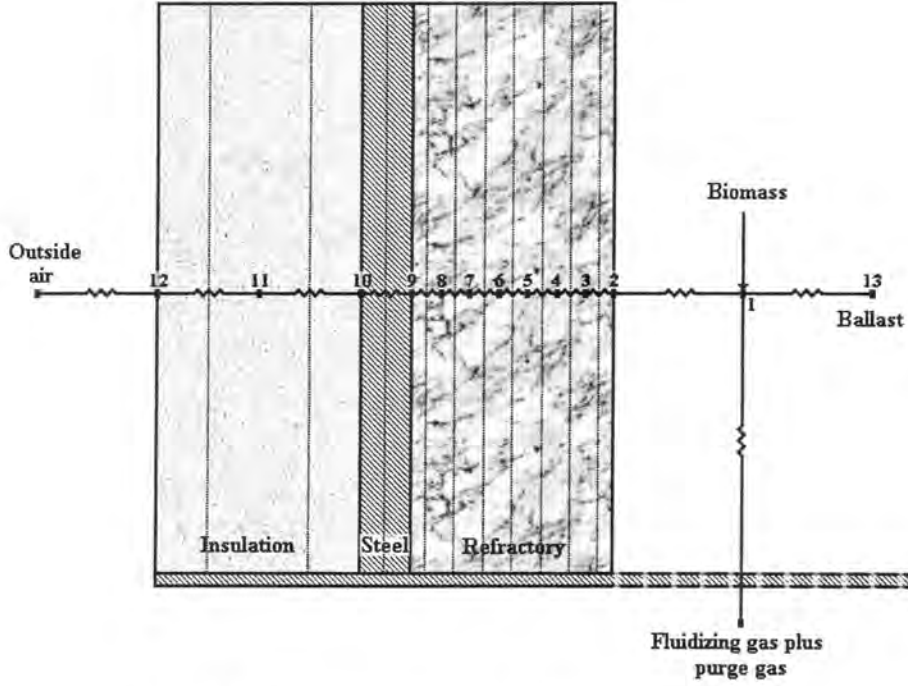 Biomass
Outside
air
12 11 10 9 8 7 6 5 4 3 2 13
1
Ballast
Insulation Steel Refractory
Fluidizing gas plus
purge gas